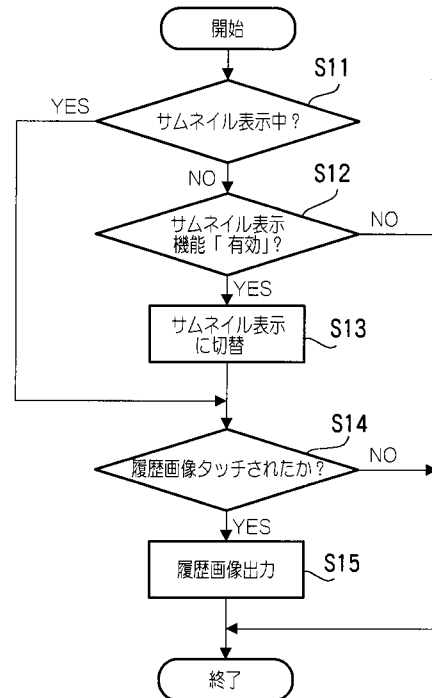 開始
S11
YES
サムネイル表示中?
NO
S12
サムネイル表示
機能「有効」?
NO
YES
サムネイル表示
に切替
S13
S14
履歴画像タッチされたか?
NO
YES
履歴画像出力
S15
終了